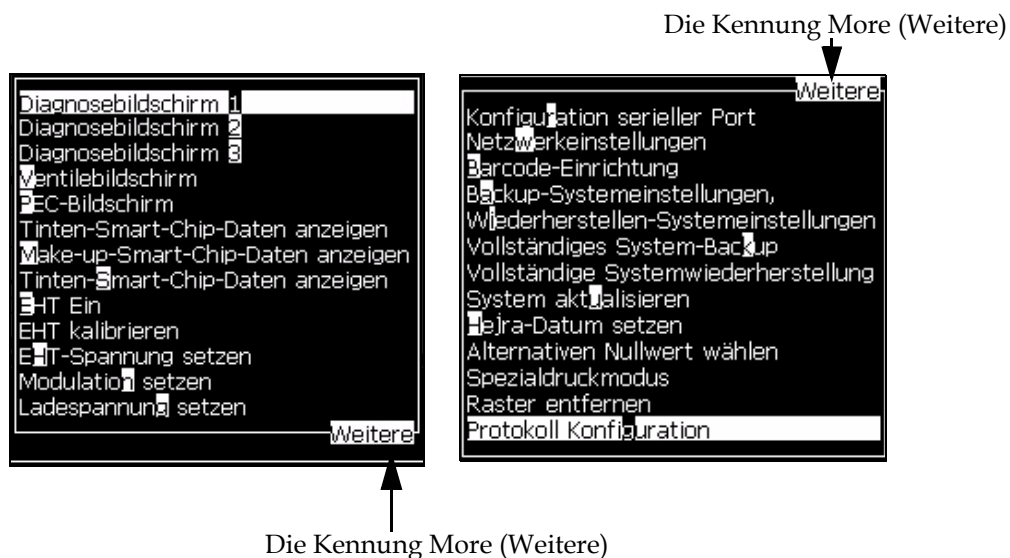 Die Kennung More (Weitere)
Diagnosebildschirm 1
Diagnosebildschirm 2
Diagnosebildschirm 3
Ventilebildschirm
PEC-Bildschirm
Tinten-Smart-Chip-Daten anzeigen
Make-up-Smart-Chip-Daten anzeigen
Tinten-Smart-Chip-Daten anzeigen
EHT Ein
EHT kalibrieren
EHT-Spannung setzen
Modulation setzen
Ladespannung setzen
Weitere
Weitere
Konfiguration serieller Port
Netzwerkeinstellungen
Barcode-Einrichtung
Backup-Systemeinstellungen,
Wiederherstellen-Systemeinstellungen
Vollständiges System-Backup
Vollständige Systemwiederherstellung
System aktualisieren
Hejra-Datum setzen
Alternativen Nullwert wählen
Spezialdruckmodus
Raster entfernen
Protokoll Konfiguration
Die Kennung More (Weitere)